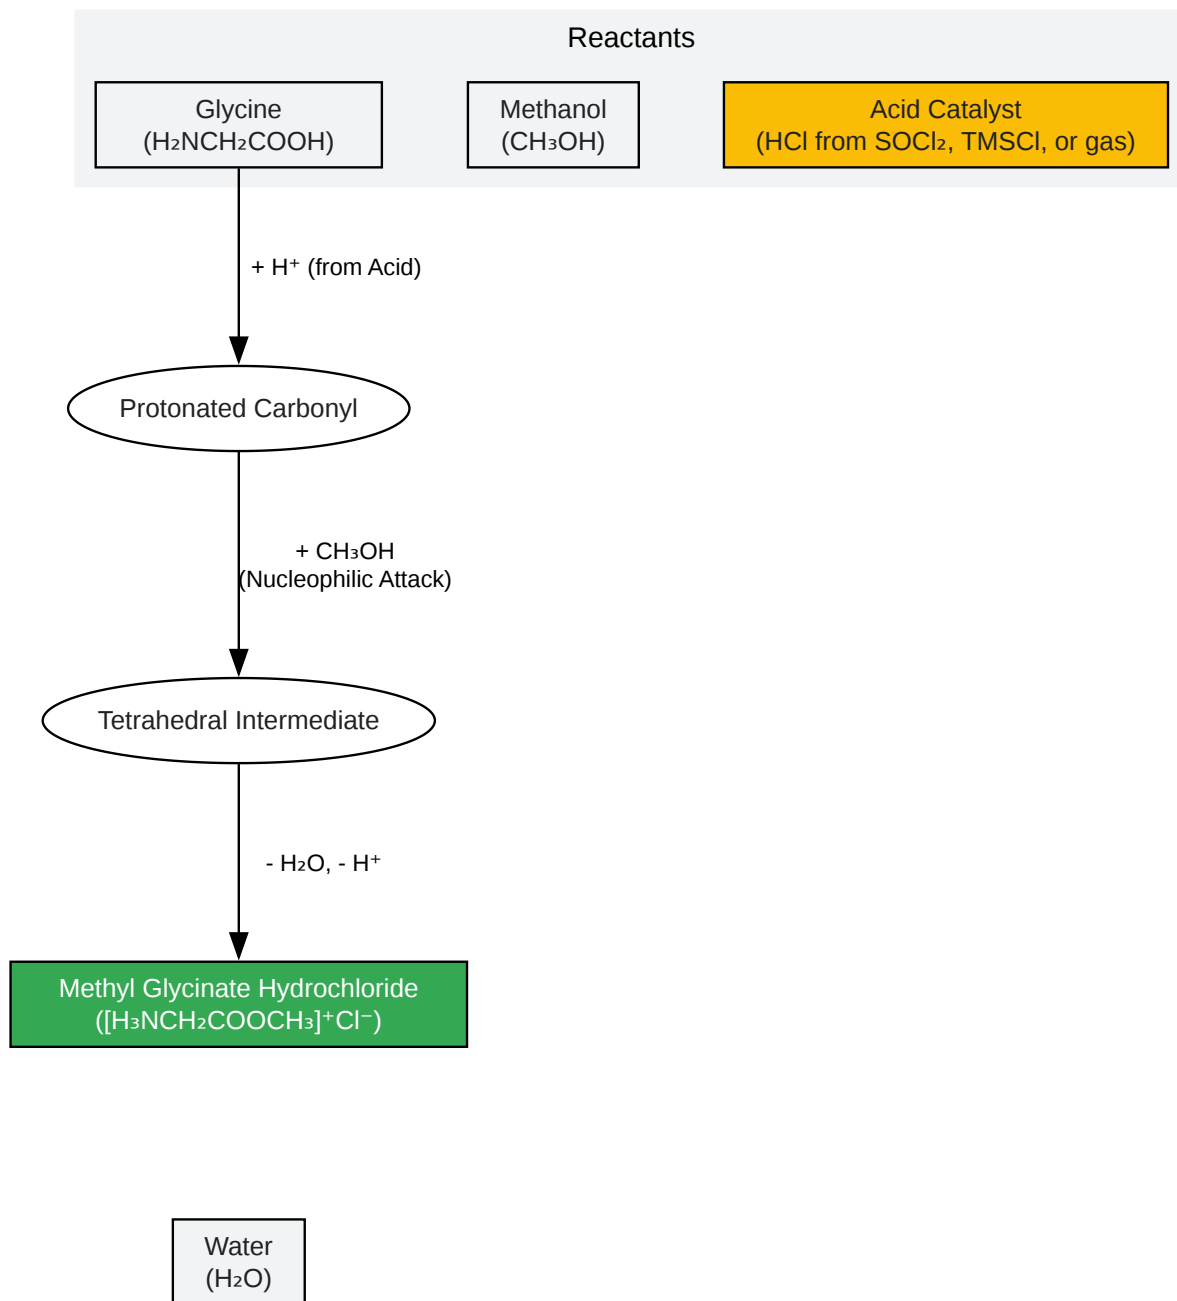 Reactants
Glycine
(H₂NCH₂COOH)
Methanol
(CH₃OH)
Acid Catalyst
(HCl from SOCl₂, TMSCl, or gas)
+ H⁺ (from Acid)
Protonated Carbonyl
+ CH₃OH
(Nucleophilic Attack)
Tetrahedral Intermediate
- H₂O, - H⁺
Methyl Glycinate Hydrochloride
([H₃NCH₂COOCH₃]⁺Cl⁻)
Water
(H₂O)